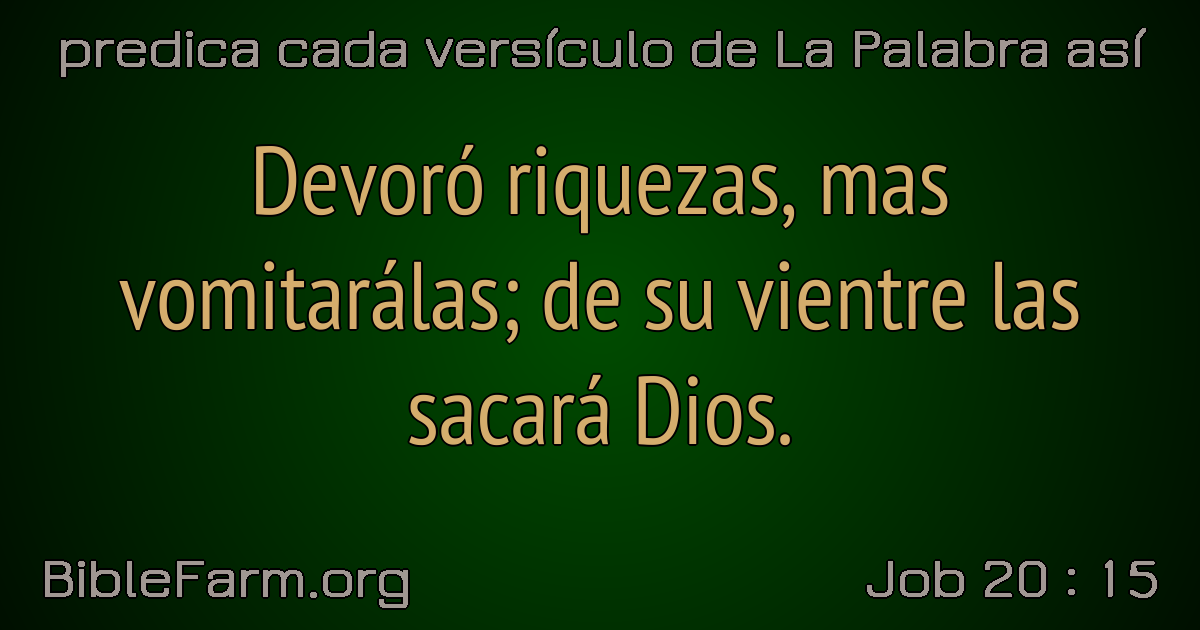 predica cada versículo de La Palabra así
Devoró riquezas, mas
vomitarálas; de su vientre las
sacará Dios.
BibleFarm.org
Job 20 : 15